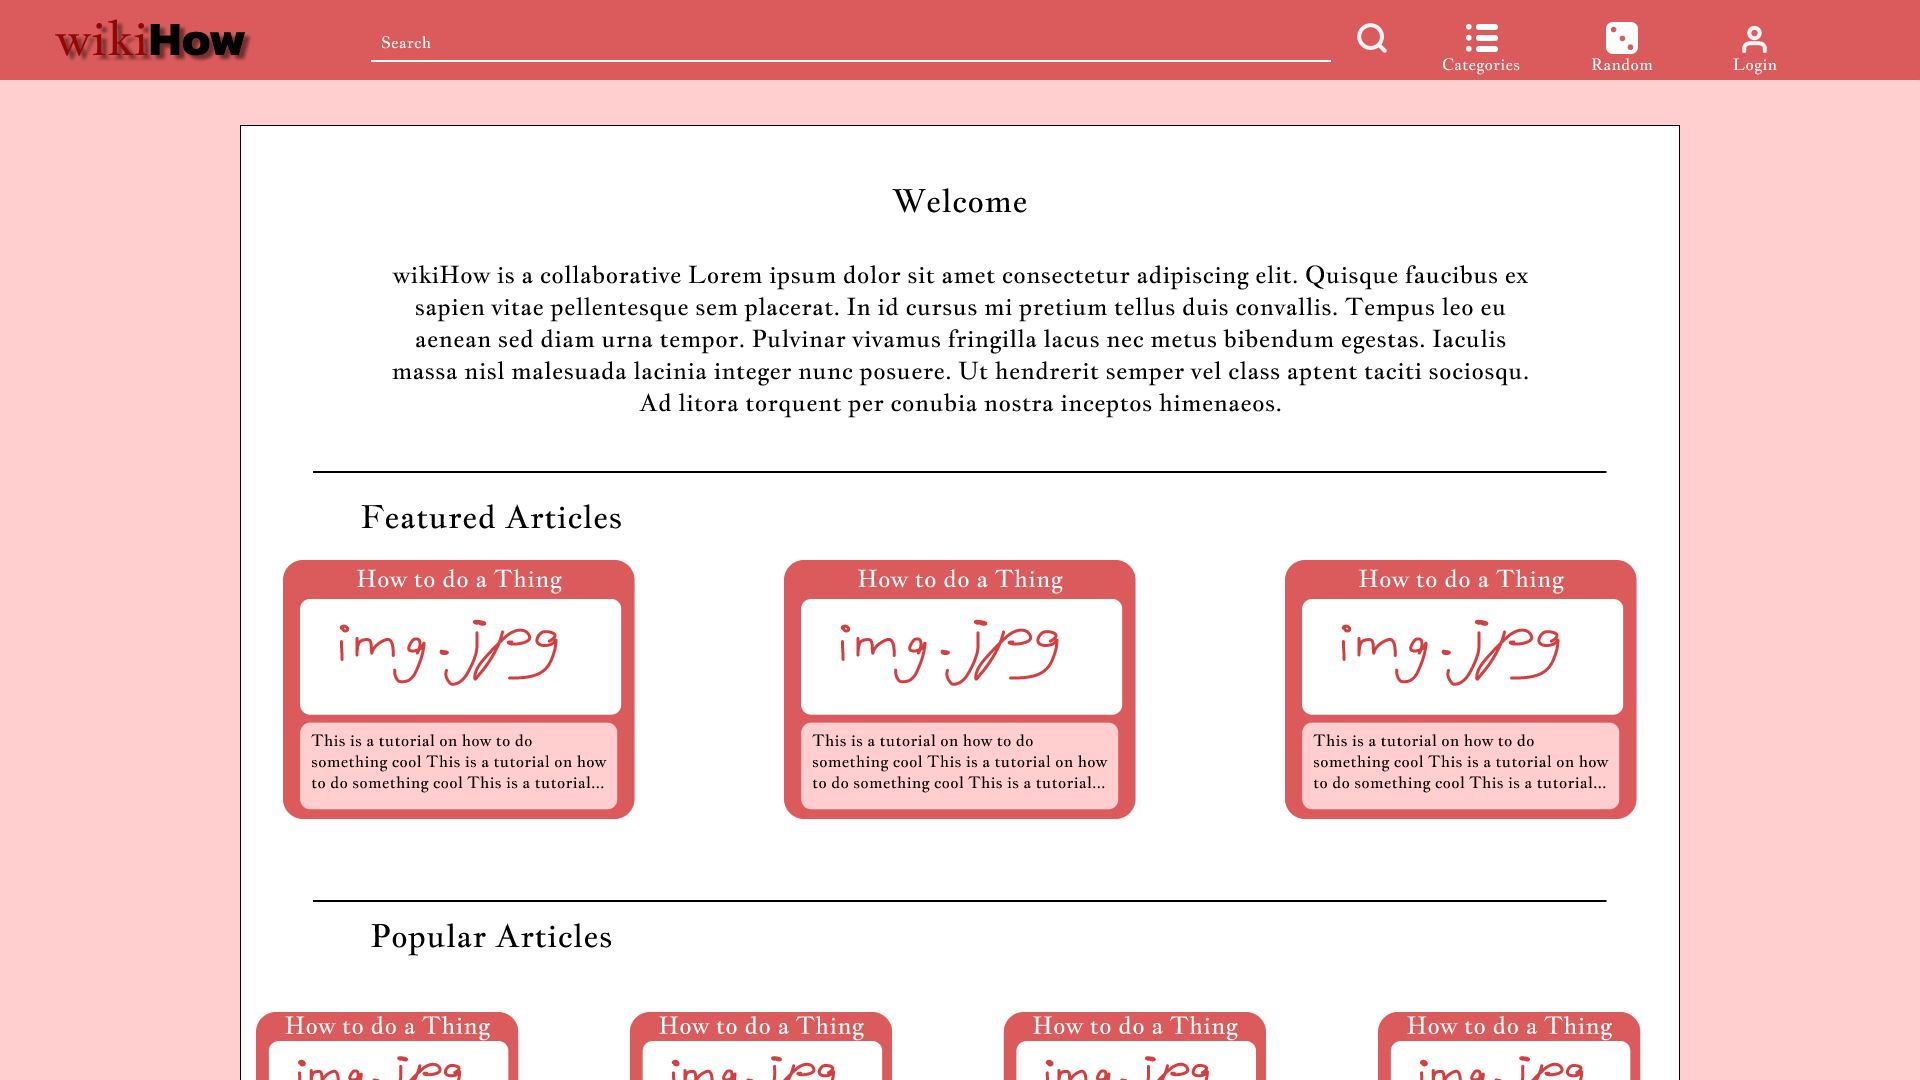 wikiHow
Search
Categories
Random
Login
Welcome
wikiHow is a collaborative Lorem ipsum dolor sit amet consectetur adipiscing elit. Quisque faucibus ex
sapien vitae pellentesque sem placerat. In id cursus mi pretium tellus duis convallis. Tempus leo eu
aenean sed diam urna tempor. Pulvinar vivamus fringilla lacus nec metus bibendum egestas. Iaculis
massa nisl malesuada lacinia integer nunc posuere. Ut hendrerit semper vel class aptent taciti sociosqu.
Ad litora torquent per conubia nostra inceptos himenaeos.
Featured Articles
How to do a Thing
img.jpg
This is a tutorial on how to do
something cool This is a tutorial on how
to do something cool This is a tutorial...
How to do a Thing
img.jpg
This is a tutorial on how to do
something cool This is a tutorial on how
to do something cool This is a tutorial...
How to do a Thing
img.jpg
This is a tutorial on how to do
something cool This is a tutorial on how
to do something cool This is a tutorial...
Popular Articles
How to do a Thing
img.jpg
How to do a Thing
img.jpg
How to do a Thing
img.jpg
How to do a Thing
img.jpg